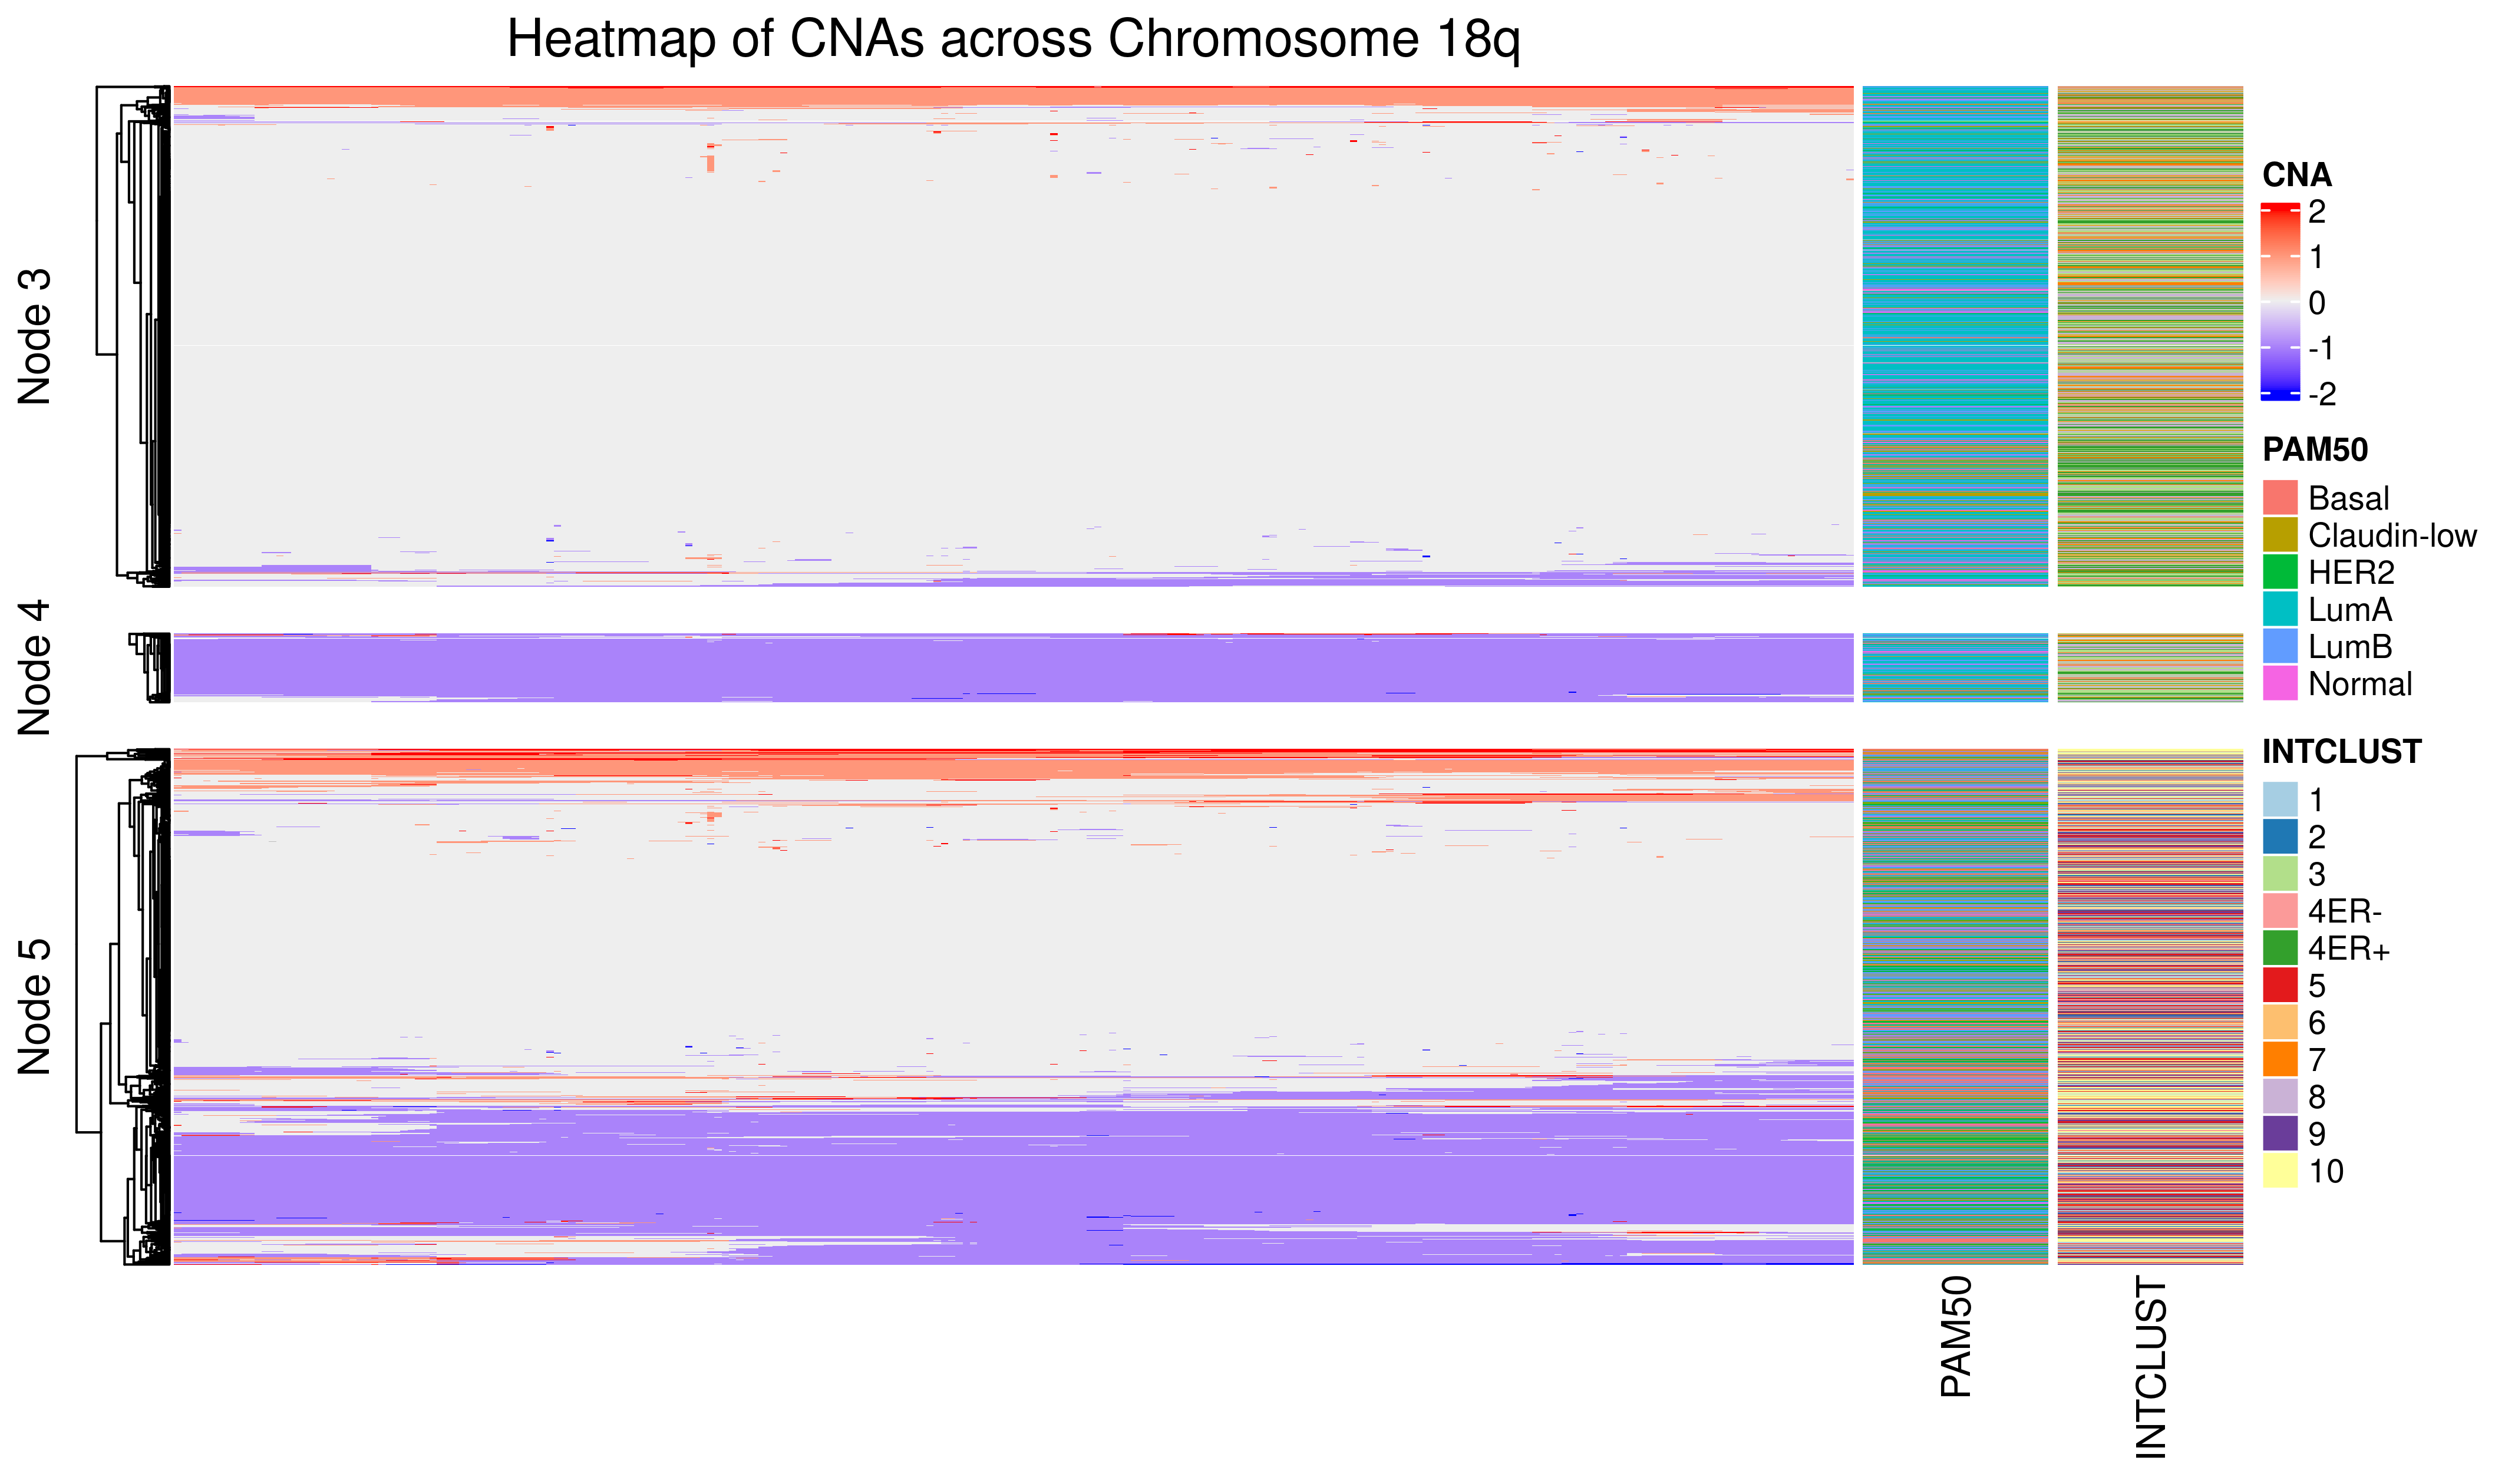 Heatmap of CNAs across Chromosome 18q
Node 3
Node 4
Node 5
CNA
2
1
0
-1
-2
PAM50
Basal
Claudin-low
HER2
LumA
LumB
Normal
INTCLUST
1
2
3
4ER-
4ER+
5
6
7
8
9
10
PAM50
INTCLUST